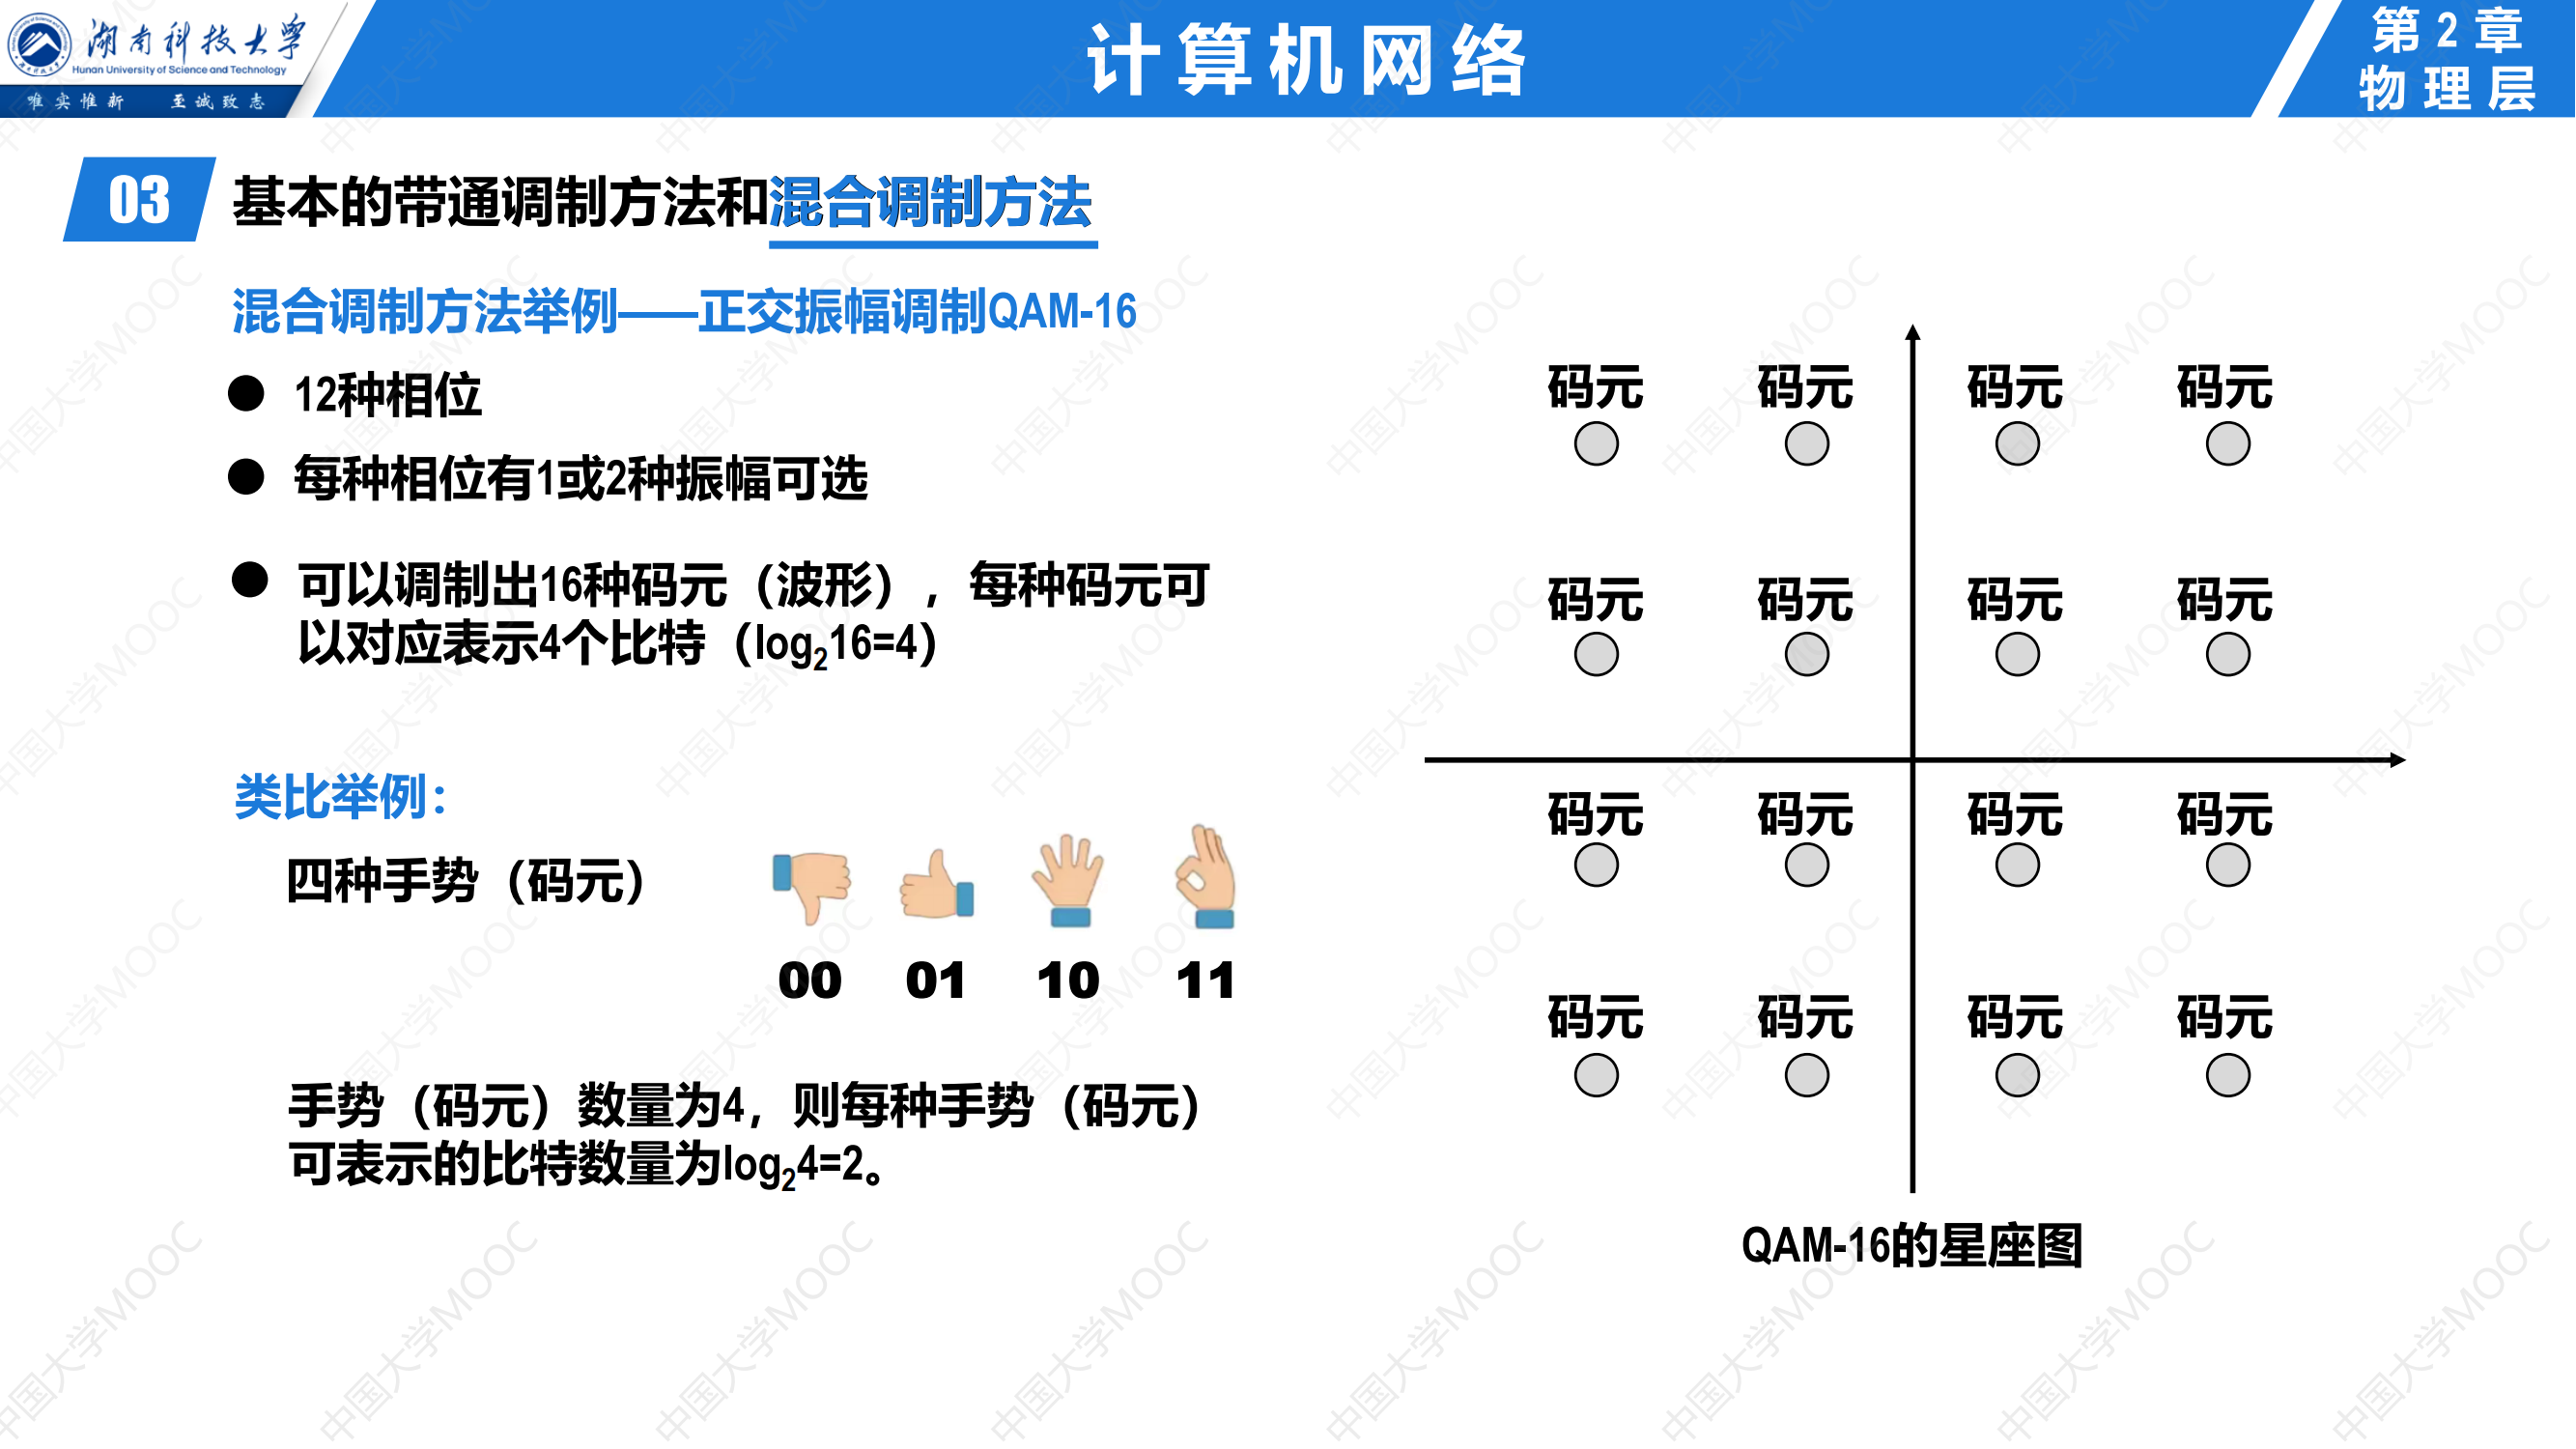 湖南科技大学
Hunan University of Science and Technology
唯实惟新 至诚致志
计算机网络
第2章
物理层
03
基本的带通调制方法和混合调制方法
混合调制方法举例——正交振幅调制QAM-16
● 12种相位
● 每种相位有1或2种振幅可选
● 可以调制出16种码元（波形），每种码元可
以对应表示4个比特（log₂16=4）
类比举例：
四种手势（码元）
00 01 10 11
手势（码元）数量为4，则每种手势（码元）
可表示的比特数量为log₂4=2。
码元 码元 码元 码元
码元 码元 码元 码元
码元 码元 码元 码元
码元 码元 码元 码元
QAM-16的星座图
中国大学MOOC